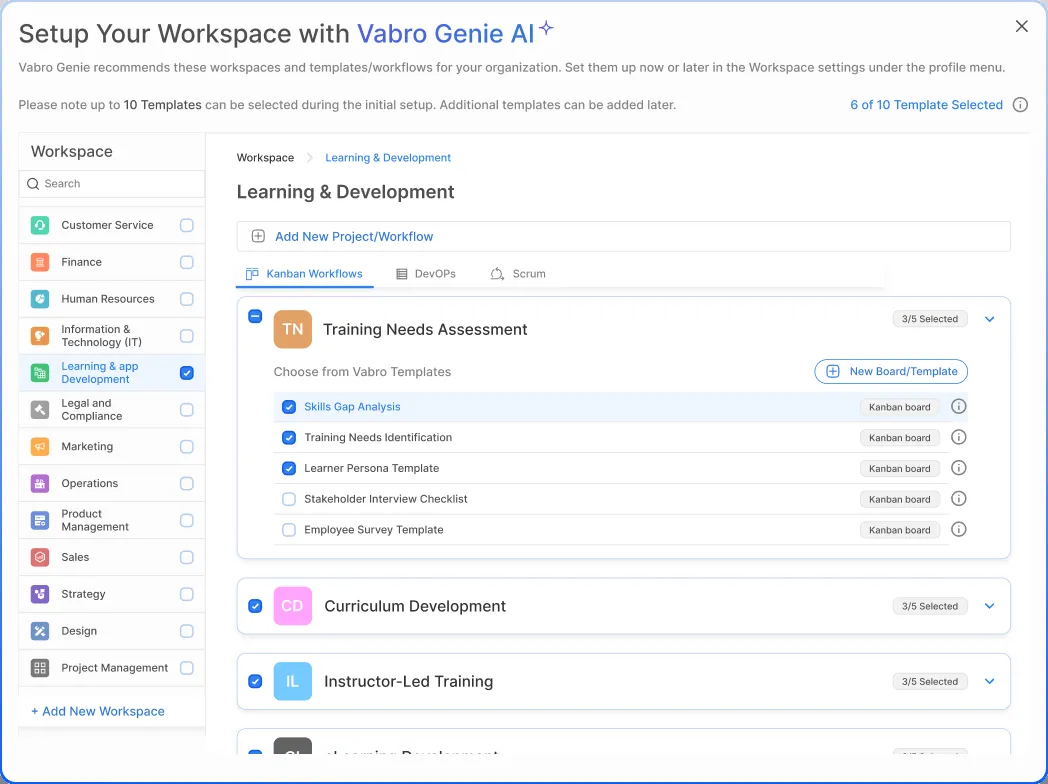 Setup Your Workspace with Vabro Genie AI
Vabro Genie recommends these workspaces and templates/workflows for your organization. Set them up now or later in the Workspace settings under the profile menu.
Please note up to 10 Templates can be selected during the initial setup. Additional templates can be added later.
6 of 10 Template Selected
Workspace
Search
Customer Service
Finance
Human Resources
Information &
Technology (IT)
Learning & app
Development
Legal and
Compliance
Marketing
Operations
Product
Management
Sales
Strategy
Design
Project Management
+ Add New Workspace
Workspace
Learning & Development
Learning & Development
Add New Project/Workflow
Kanban Workflows
DevOPs
Scrum
TN
Training Needs Assessment
3/5 Selected
Choose from Vabro Templates
New Board/Template
Skills Gap Analysis
Kanban board
Training Needs Identification
Kanban board
Learner Persona Template
Kanban board
Stakeholder Interview Checklist
Kanban board
Employee Survey Template
Kanban board
CD
Curriculum Development
3/5 Selected
IL
Instructor-Led Training
3/5 Selected
eLearning Development